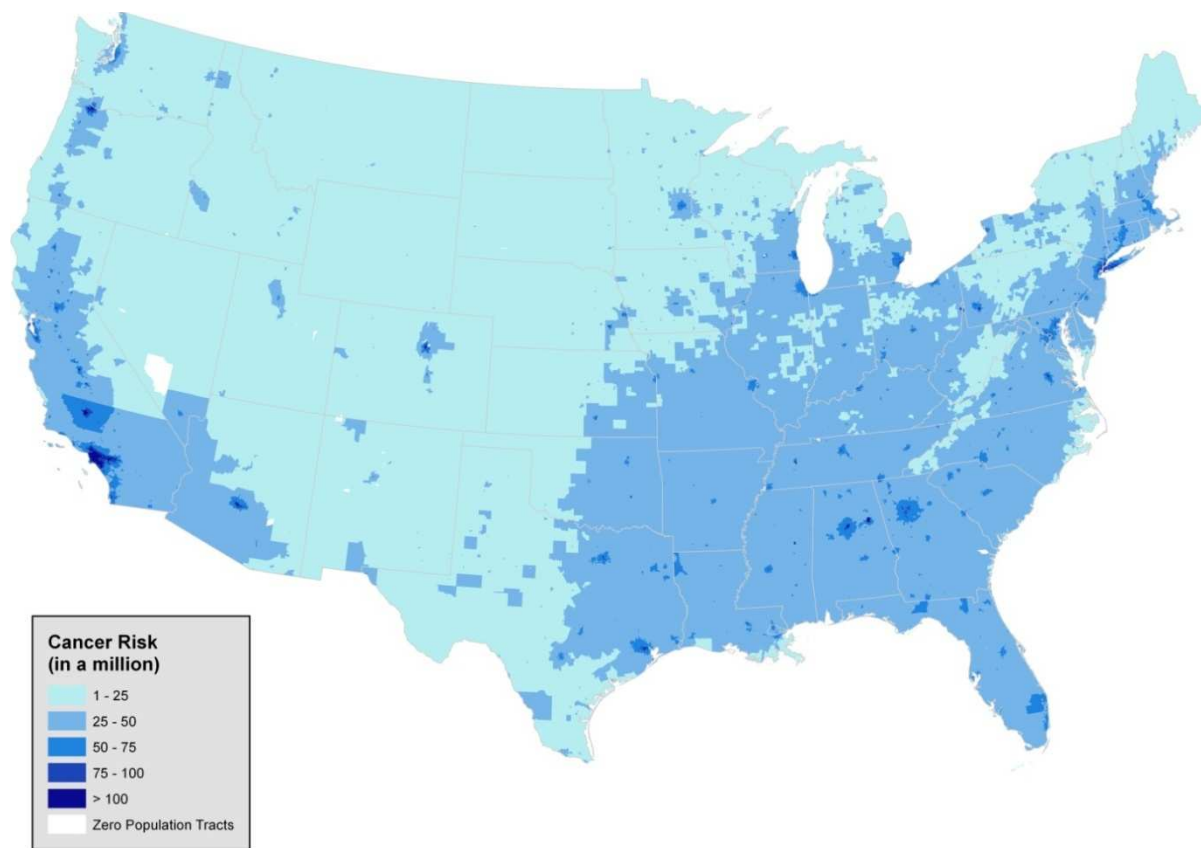 Cancer Risk
(in a million)
1 - 25
25 - 50
50 - 75
75 - 100
> 100
Zero Population Tracts